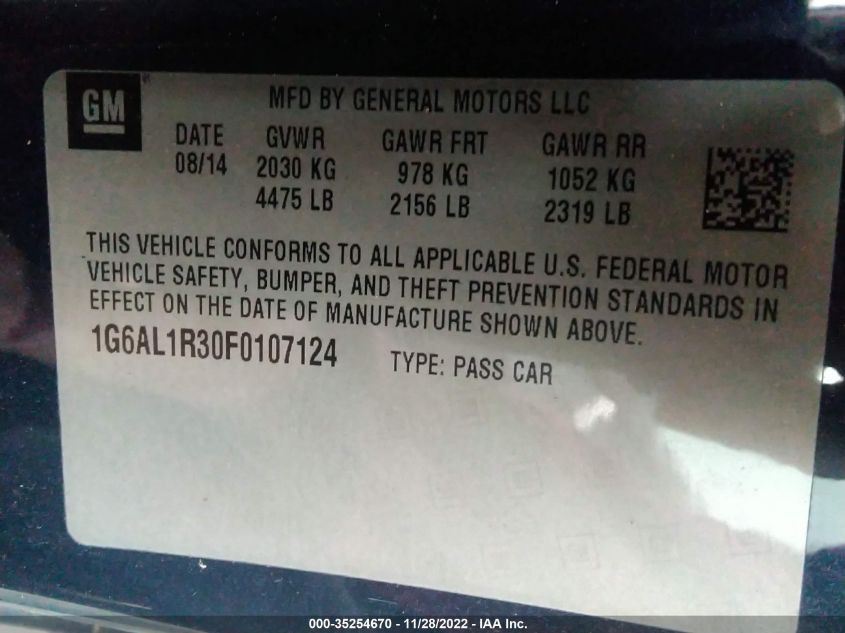 GM
MFD BY GENERAL MOTORS LLC
DATE GVWR GAWR FRT GAWR RR
08/14 2030 KG 978 KG 1052 KG
4475 LB 2156 LB 2319 LB
THIS VEHICLE CONFORMS TO ALL APPLICABLE U.S. FEDERAL MOTOR
VEHICLE SAFETY, BUMPER, AND THEFT PREVENTION STANDARDS IN
EFFECT ON THE DATE OF MANUFACTURE SHOWN ABOVE.
1G6AL1R30F0107124 TYPE: PASS CAR
000-35254670 - 11/28/2022 - IAA Inc.